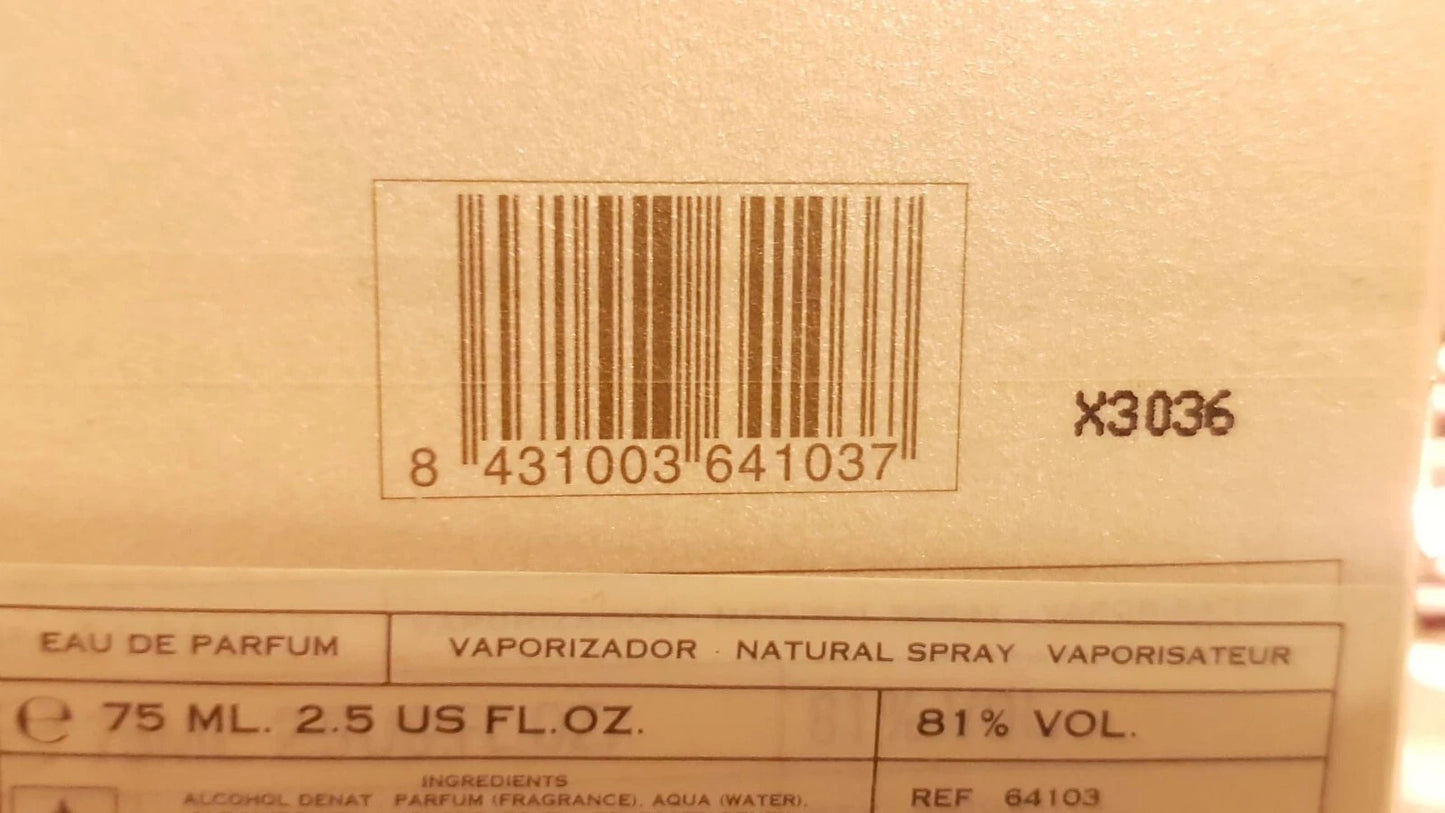 8 431003 641037
X3036
EAU DE PARFUM
VAPORIZADOR · NATURAL SPRAY VAPORISATEUR
℮ 75 ML. 2.5 US FL.OZ.
81% VOL.
INGREDIENTS
ALCOHOL DENAT PARFUM (FRAGRANCE), AQUA (WATER),
REF 64103